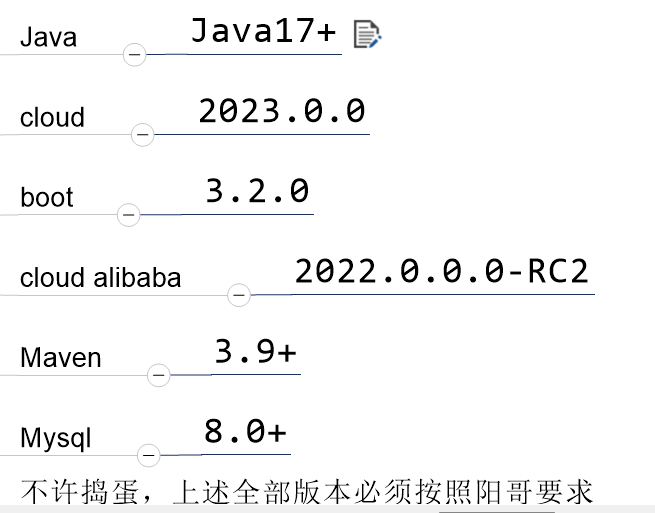 Java Java17+
cloud 2023.0.0
boot 3.2.0
cloud alibaba 2022.0.0.0-RC2
Maven 3.9+
Mysql 8.0+
不许捣蛋，上述全部版本必须按照阳哥要求